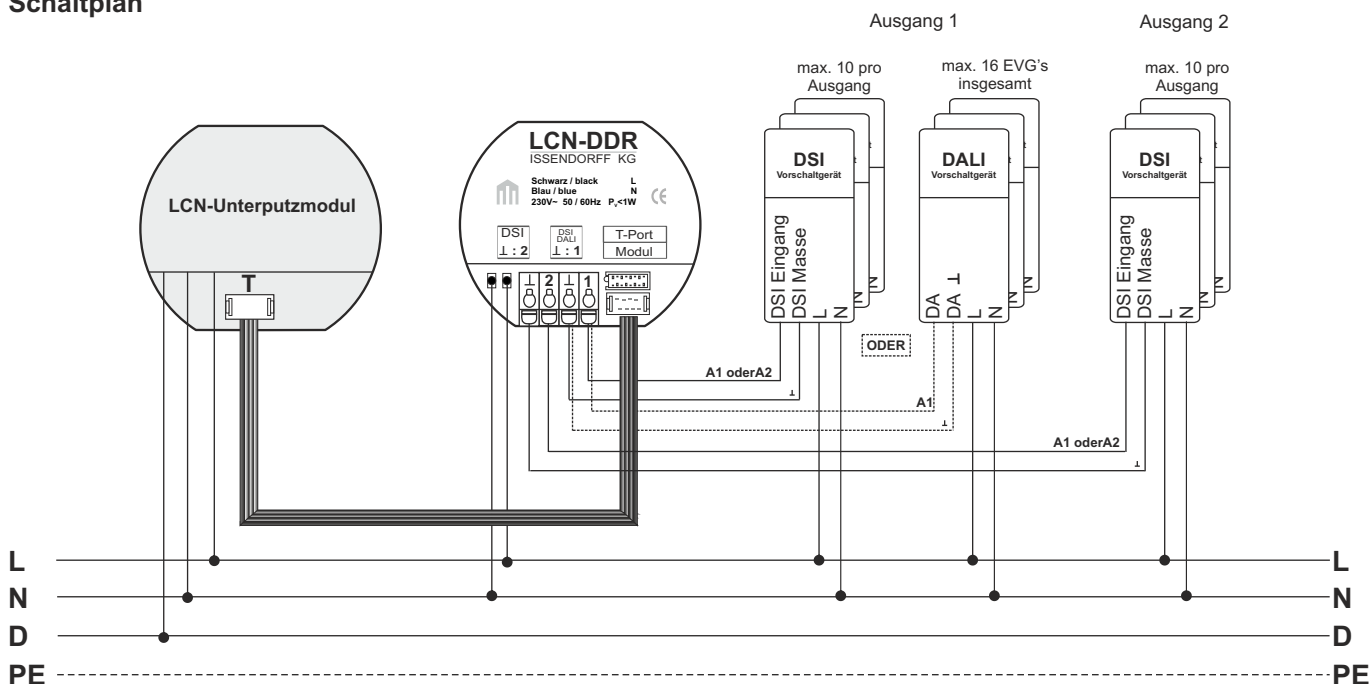 Schaltplan
Ausgang 1
Ausgang 2
max. 10 pro
Ausgang
max. 16 EVG's
insgesamt
max. 10 pro
Ausgang
LCN-Unterputzmodul
T
LCN-DDR
ISSENDORFF KG
Schwarz / black L
Blau / blue N
230V~ 50 / 60Hz Pv<1W
CE
DSI
⊥ : 2
DSI
DALI
⊥ : 1
T-Port
Modul
⊥ 2 ⊥ 1
DSI
Vorschaltgerät
DSI Eingang
DSI Masse
L
N
N
N
DALI
Vorschaltgerät
DA
DA ⊥
L
N
N
N
DSI
Vorschaltgerät
DSI Eingang
DSI Masse
L
N
N
N
ODER
A1 oderA2
⊥
A1
⊥
A1 oderA2
⊥
L L
N N
D D
PE PE